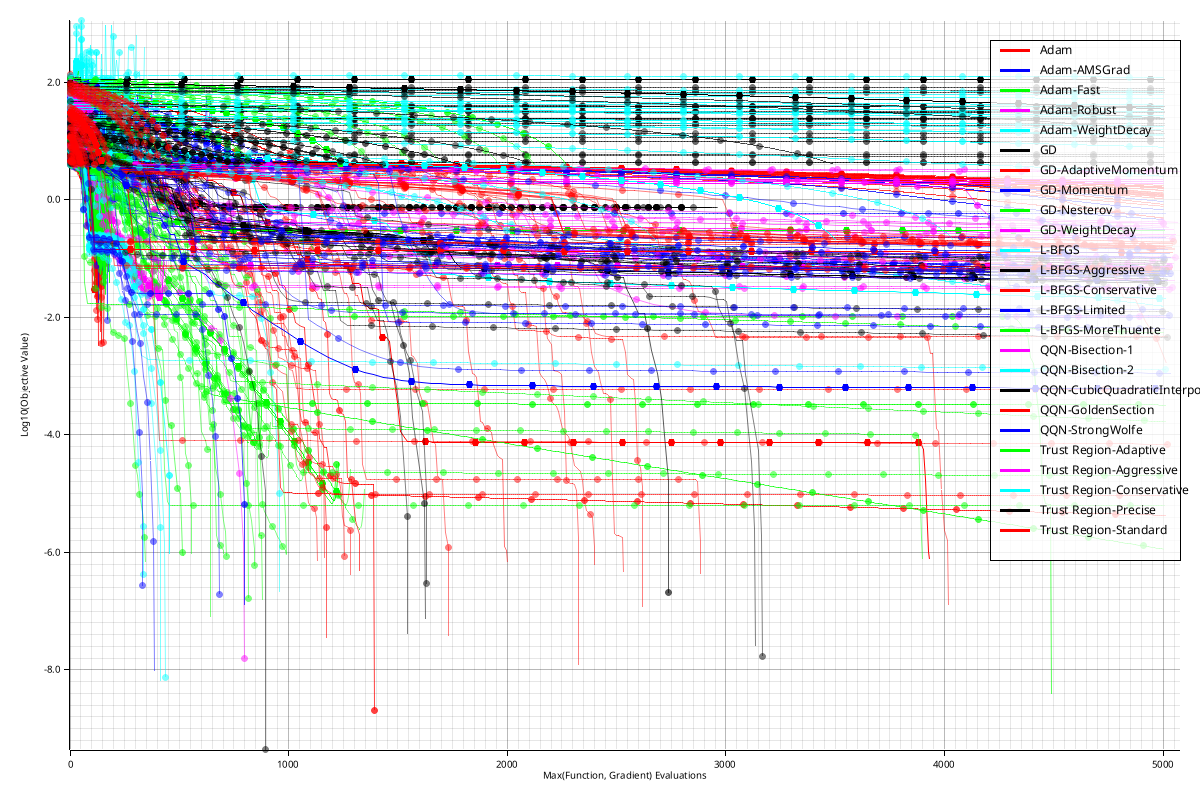 2.0
0.0
-2.0
-4.0
-6.0
-8.0
Log10(Objective Value)
0
1000
2000
3000
4000
5000
Max(Function, Gradient) Evaluations
Adam
Adam-AMSGrad
Adam-Fast
Adam-Robust
Adam-WeightDecay
GD
GD-AdaptiveMomentum
GD-Momentum
GD-Nesterov
GD-WeightDecay
L-BFGS
L-BFGS-Aggressive
L-BFGS-Conservative
L-BFGS-Limited
L-BFGS-MoreThuente
QQN-Bisection-1
QQN-Bisection-2
QQN-CubicQuadraticInterpo
QQN-GoldenSection
QQN-StrongWolfe
Trust Region-Adaptive
Trust Region-Aggressive
Trust Region-Conservative
Trust Region-Precise
Trust Region-Standard